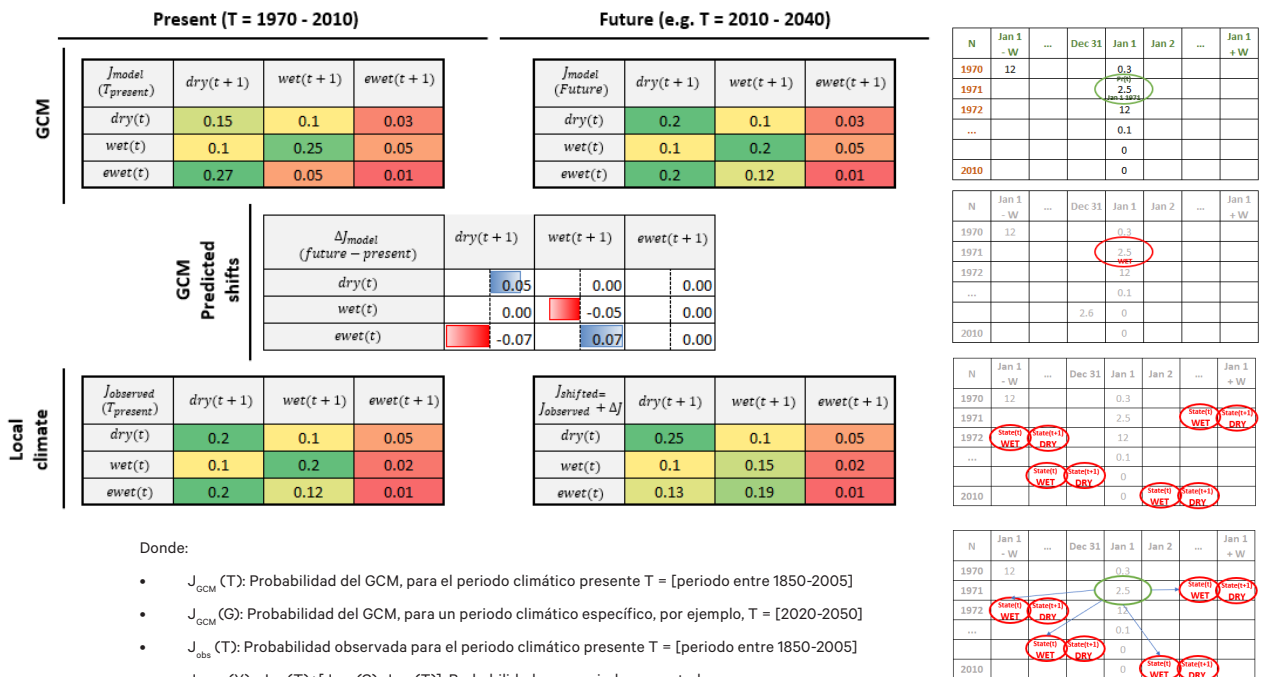 Present (T = 1970 - 2010)
Future (e.g. T = 2010 - 2040)
GCM
J_model (T_present) dry(t + 1) wet(t + 1) ewet(t + 1)
dry(t) 0.15 0.1 0.03
wet(t) 0.1 0.25 0.05
ewet(t) 0.27 0.05 0.01
J_model (Future) dry(t + 1) wet(t + 1) ewet(t + 1)
dry(t) 0.2 0.1 0.03
wet(t) 0.1 0.2 0.05
ewet(t) 0.2 0.12 0.01
GCM
Predicted
shifts
ΔJ_model (future − present) dry(t + 1) wet(t + 1) ewet(t + 1)
dry(t) 0.05 0.00 0.00
wet(t) 0.00 -0.05 0.00
ewet(t) -0.07 0.07 0.00
Local
climate
J_observed (T_present) dry(t + 1) wet(t + 1) ewet(t + 1)
dry(t) 0.2 0.1 0.05
wet(t) 0.1 0.2 0.02
ewet(t) 0.2 0.12 0.01
J_shifted= J_observed + ΔJ dry(t + 1) wet(t + 1) ewet(t + 1)
dry(t) 0.25 0.1 0.05
wet(t) 0.1 0.15 0.02
ewet(t) 0.13 0.19 0.01
Donde:
• J_GCM (T): Probabilidad del GCM, para el periodo climático presente T = [periodo entre 1850-2005]
• J_GCM (G): Probabilidad del GCM, para un periodo climático específico, por ejemplo, T = [2020-2050]
• J_obs (T): Probabilidad observada para el periodo climático presente T = [periodo entre 1850-2005]
N Jan 1 - W ... Dec 31 Jan 1 Jan 2 ... Jan 1 + W
1970 12 0.3
Pr(t)
1971 2.5
Jan 1 1971
1972 12
... 0.1
0
2010 0
N Jan 1 - W ... Dec 31 Jan 1 Jan 2 ... Jan 1 + W
1970 12 0.3
1971 2.5
WET
1972 12
... 0.1
2.6 0
2010 0
N Jan 1 - W ... Dec 31 Jan 1 Jan 2 ... Jan 1 + W
1970 12 0.3
1971 2.5 State(t) WET State(t+1) DRY
1972 State(t) WET State(t+1) DRY 12
... 0.1
State(t) WET State(t+1) DRY 0
2010 0 State(t) WET State(t+1) DRY
N Jan 1 - W ... Dec 31 Jan 1 Jan 2 ... Jan 1 + W
1970 12 0.3
1971 2.5 State(t) WET State(t+1) DRY
1972 State(t) WET State(t+1) DRY 12
... 0.1
State(t) WET State(t+1) DRY 0
2010 0 State(t) WET State(t+1) DRY